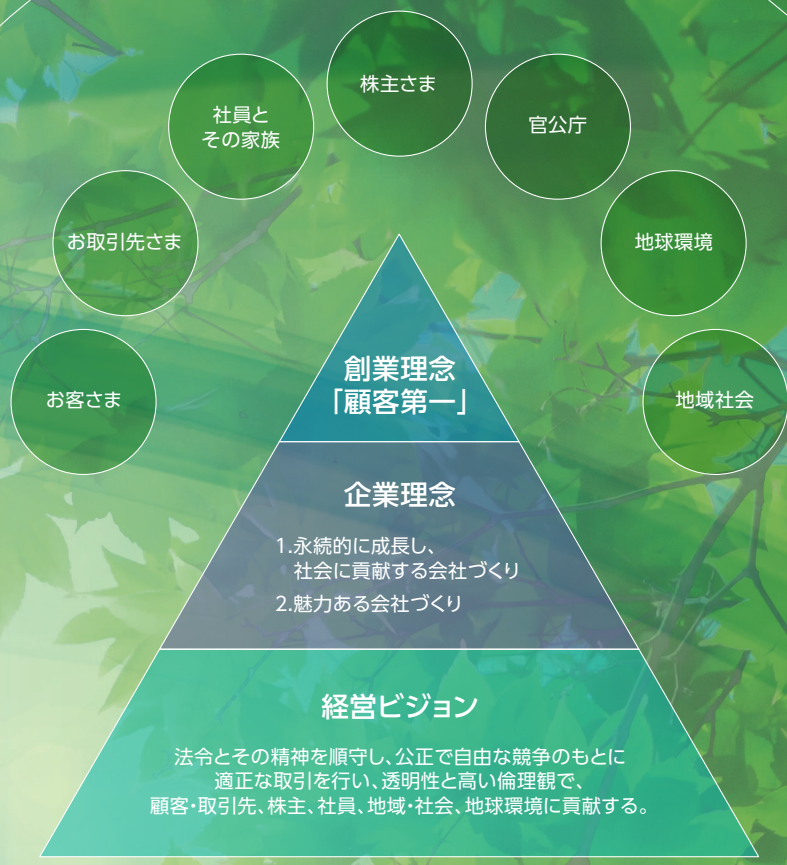 株主さま
社員と
その家族
官公庁
お取引先さま
地球環境
お客さま
地域社会
創業理念
「顧客第一」
企業理念
1.永続的に成長し、
社会に貢献する会社づくり
2.魅力ある会社づくり
経営ビジョン
法令とその精神を順守し、公正で自由な競争のもとに
適正な取引を行い、透明性と高い倫理観で、
顧客・取引先、株主、社員、地域・社会、地球環境に貢献する。